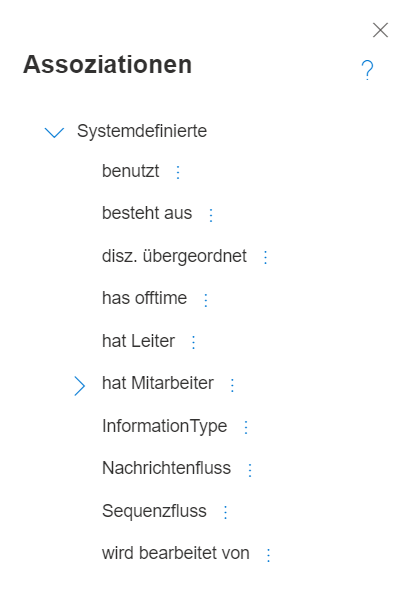 Assoziationen
?
Systemdefinierte
benutzt
besteht aus
disz. übergeordnet
has offtime
hat Leiter
hat Mitarbeiter
InformationType
Nachrichtenfluss
Sequenzfluss
wird bearbeitet von